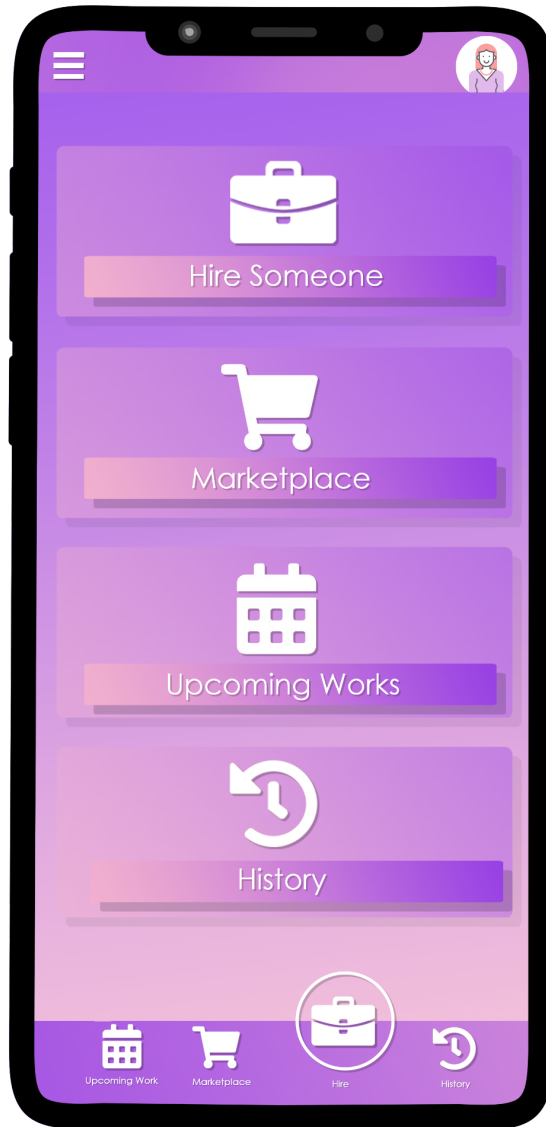 Hire Someone
Marketplace
Upcoming Works
History
Upcoming Work
Marketplace
Hire
History